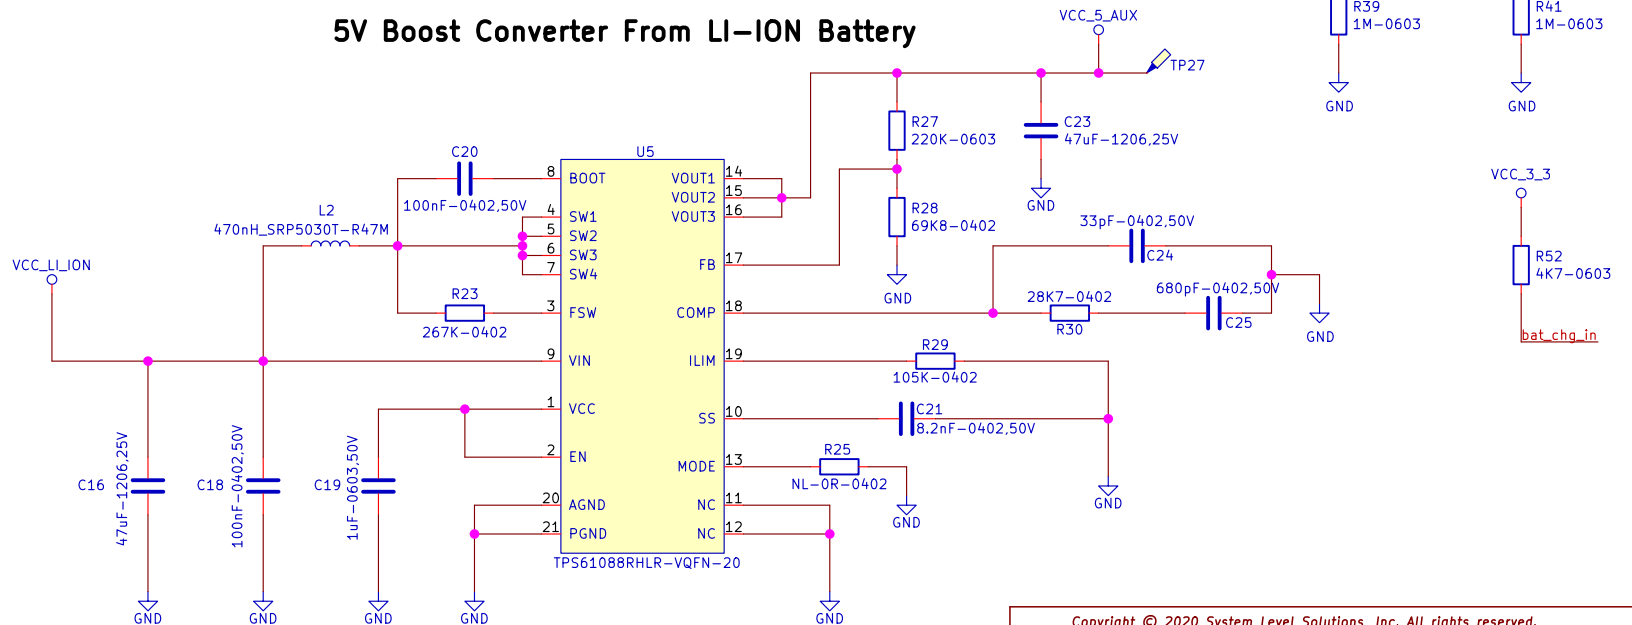 5V Boost Converter From LI-ION Battery
VCC_5_AUX
TP27
R39
1M-0603
GND
R41
1M-0603
GND
R27
220K-0603
C23
47uF-1206,25V
GND
R28
69K8-0402
GND
C20
100nF-0402,50V
L2
470nH_SRP5030T-R47M
VCC_LI_ION
R23
267K-0402
U5
8 BOOT
4 SW1
5 SW2
6 SW3
7 SW4
3 FSW
9 VIN
1 VCC
2 EN
20 AGND
21 PGND
VOUT1 14
VOUT2 15
VOUT3 16
FB 17
COMP 18
ILIM 19
SS 10
MODE 13
NC 11
NC 12
TPS61088RHLR-VQFN-20
33pF-0402,50V
C24
28K7-0402
R30
680pF-0402,50V
C25
GND
R29
105K-0402
C21
8.2nF-0402,50V
GND
R25
NL-0R-0402
GND
VCC_3_3
R52
4K7-0603
bat_chg_in
C16
47uF-1206,25V
C18
100nF-0402,50V
C19
1uF-0603,50V
GND
GND
GND
GND
GND
Copyright © 2020 System Level Solutions, Inc. All rights reserved.